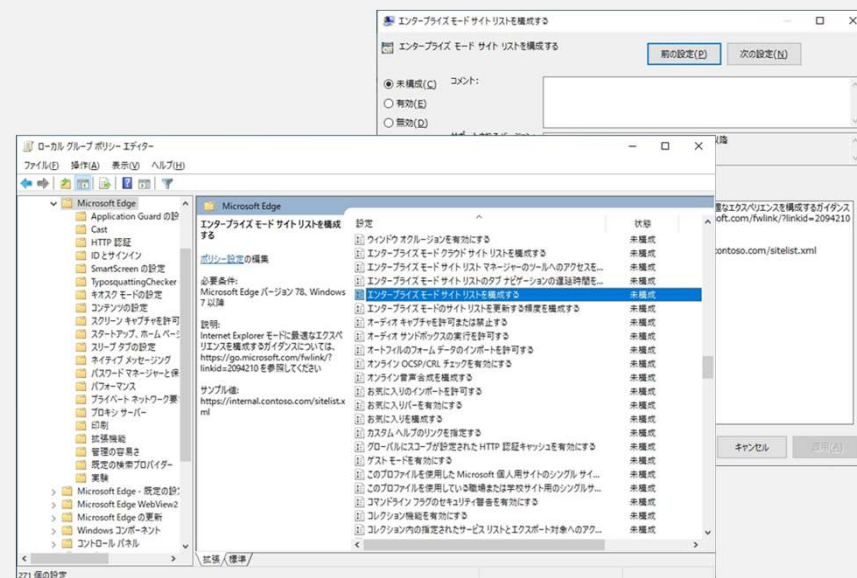 エンタープライズ モード サイト リストを構成する
エンタープライズ モード サイト リストを構成する
前の設定(P)
次の設定(N)
未構成(C)
コメント:
有効(E)
無効(D)
以降
ローカル グループ ポリシー エディター
ファイル(F) 操作(A) 表示(V) ヘルプ(H)
Microsoft Edge
Application Guard の設
Cast
HTTP 認証
ID とサインイン
SmartScreen の設定
TyposquattingChecker
キオスク モードの設定
コンテンツの設定
スクリーン キャプチャを許可
スタートアップ、ホーム ペー
スリープ タブの設定
ネイティブ メッセージング
パスワード マネージャーと保
パフォーマンス
プライベート ネットワーク要
プロキシ サーバー
印刷
拡張機能
管理の容易さ
既定の検索プロバイダー
実験
Microsoft Edge - 既定の設
Microsoft Edge WebView2
Microsoft Edge の更新
Windows コンポーネント
コントロール パネル
Microsoft Edge
エンタープライズ モード サイト リストを構成
する
ポリシー設定の編集
必要条件:
Microsoft Edge バージョン 78、Windows
7 以降
説明:
Internet Explorer モードに最適なエクスペ
リエンスを構成するガイダンスについては、
https://go.microsoft.com/fwlink/?
linkid=2094210 を参照してください
サンプル値:
https://internal.contoso.com/sitelist.x
ml
設定 状態
ウィンドウ オクルージョンを有効にする 未構成
エンタープライズ モード クラウド サイト リストを構成する 未構成
エンタープライズ モード サイト リスト マネージャーのツールへのアクセスを... 未構成
エンタープライズ モード サイト リストのタブ ナビゲーションの遅延時間を... 未構成
エンタープライズ モード サイト リストを構成する 未構成
エンタープライズ モードのサイト リストを更新する頻度を構成する 未構成
オーディオ キャプチャを許可または禁止する 未構成
オーディオ サンドボックスの実行を許可する 未構成
オートフィルのフォーム データのインポートを許可する 未構成
オンライン OCSP/CRL チェックを有効にする 未構成
オンライン音声合成を構成する 未構成
お気に入りのインポートを許可する 未構成
お気に入りバーを有効にする 未構成
お気に入りを構成する 未構成
カスタム ヘルプのリンクを指定する 未構成
グローバルにスコープが設定された HTTP 認証キャッシュを有効にする 未構成
ゲスト モードを有効にする 未構成
このプロファイルを使用した Microsoft 個人用サイトのシングル サイ... 未構成
このプロファイルを使用している職場または学校サイト用のシングルサ... 未構成
コマンドライン フラグのセキュリティ警告を有効にする 未構成
コレクション機能を有効にする 未構成
コレクション内の指定されたサービス リストとエクスポート対象へのアク... 未構成
拡張 標準
271 個の設定
適なエクスペリエンスを構成するガイダンス
oft.com/fwlink/?linkid=2094210
contoso.com/sitelist.xml
キャンセル
適用(A)